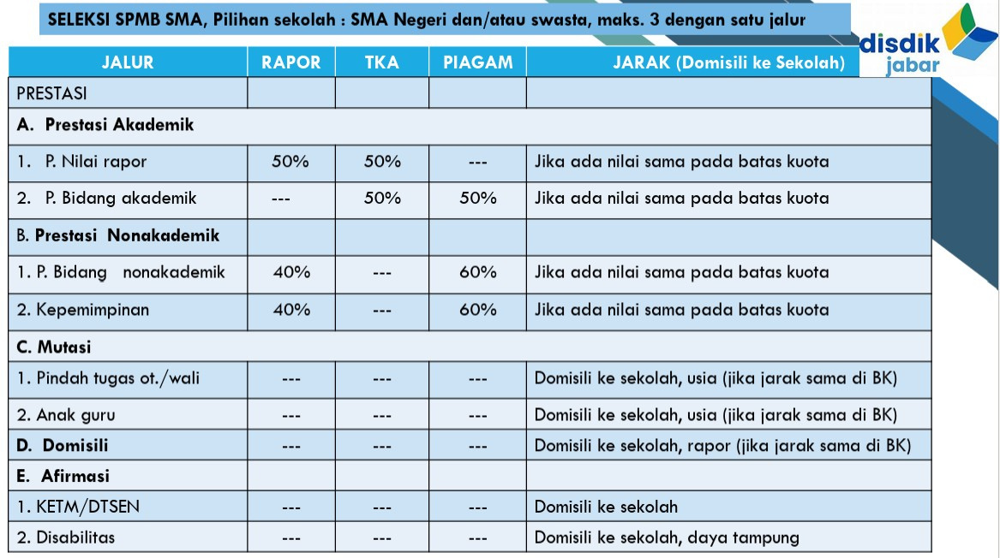 SELEKSI SPMB SMA, Pilihan sekolah : SMA Negeri dan/atau swasta, maks. 3 dengan satu jalur
disdik
jabar
JALUR RAPOR TKA PIAGAM JARAK (Domisili ke Sekolah)
PRESTASI
A. Prestasi Akademik
1. P. Nilai rapor 50% 50% --- Jika ada nilai sama pada batas kuota
2. P. Bidang akademik --- 50% 50% Jika ada nilai sama pada batas kuota
B. Prestasi Nonakademik
1. P. Bidang nonakademik 40% --- 60% Jika ada nilai sama pada batas kuota
2. Kepemimpinan 40% --- 60% Jika ada nilai sama pada batas kuota
C. Mutasi
1. Pindah tugas ot./wali --- --- --- Domisili ke sekolah, usia (jika jarak sama di BK)
2. Anak guru --- --- --- Domisili ke sekolah, usia (jika jarak sama di BK)
D. Domisili --- --- --- Domisili ke sekolah, rapor (jika jarak sama di BK)
E. Afirmasi
1. KETM/DTSEN --- --- --- Domisili ke sekolah
2. Disabilitas --- --- --- Domisili ke sekolah, daya tampung